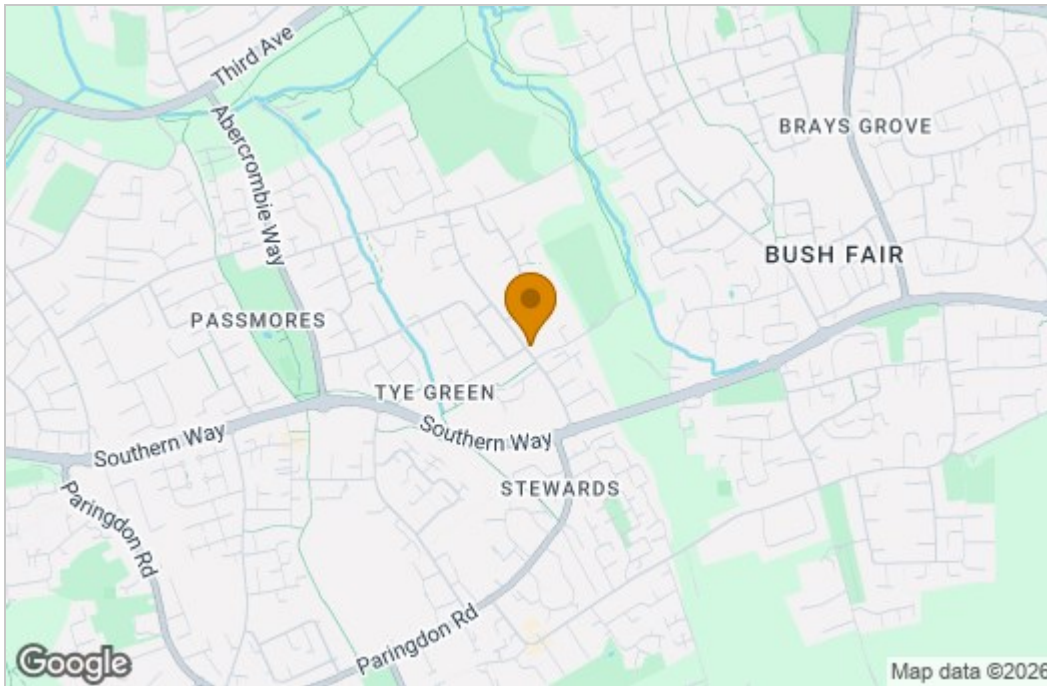 Third Ave
Abercrombie Way
BRAYS GROVE
BUSH FAIR
PASSMORES
TYE GREEN
Southern Way
Southern Way
STEWARDS
Paringdon Rd
Paringdon Rd
Google
Map data ©2026